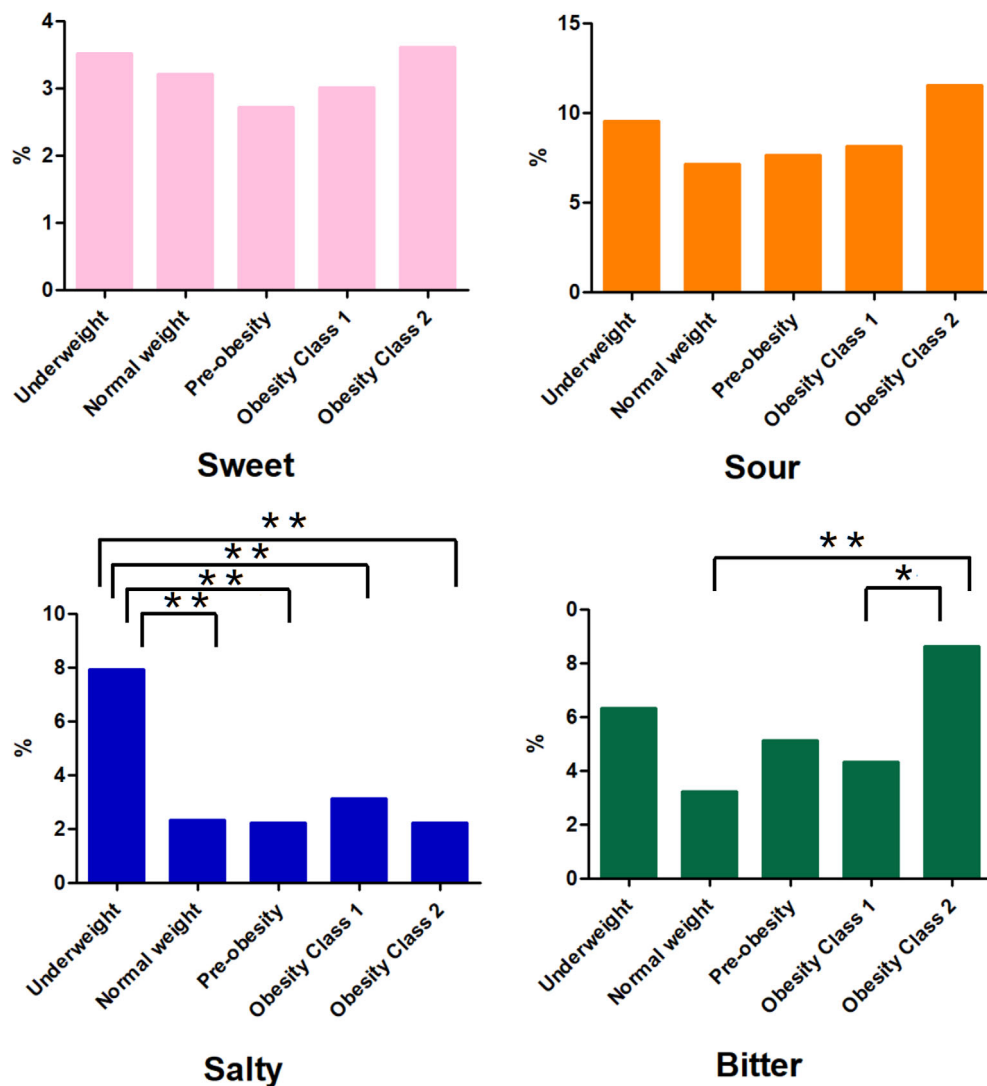 4
3
2
1
0
%
Underweight
Normal weight
Pre-obesity
Obesity Class 1
Obesity Class 2
Sweet
15
10
5
0
%
Underweight
Normal weight
Pre-obesity
Obesity Class 1
Obesity Class 2
Sour
**
**
**
**
10
8
6
4
2
0
%
Underweight
Normal weight
Pre-obesity
Obesity Class 1
Obesity Class 2
Salty
**
*
0
8
6
4
2
0
%
Underweight
Normal weight
Pre-obesity
Obesity Class 1
Obesity Class 2
Bitter